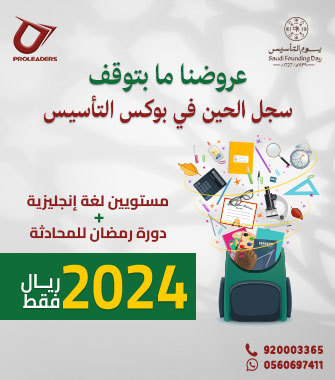 PROLEADERS
يـــوم التأسيس
Saudi Founding Day
عروضنا ما بتوقف
سجل الحين في بوكس التأسيس
مستويين لغة إنجليزية
+
دورة رمضان للمحادثة
2024 ريال فقط
920003365
0560697411